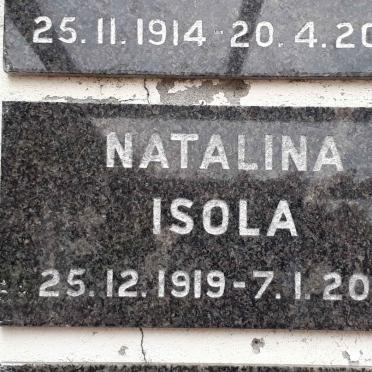 25.11.1914 - 20.4.20
NATALINA
ISOLA
25.12.1919 - 7.1.20